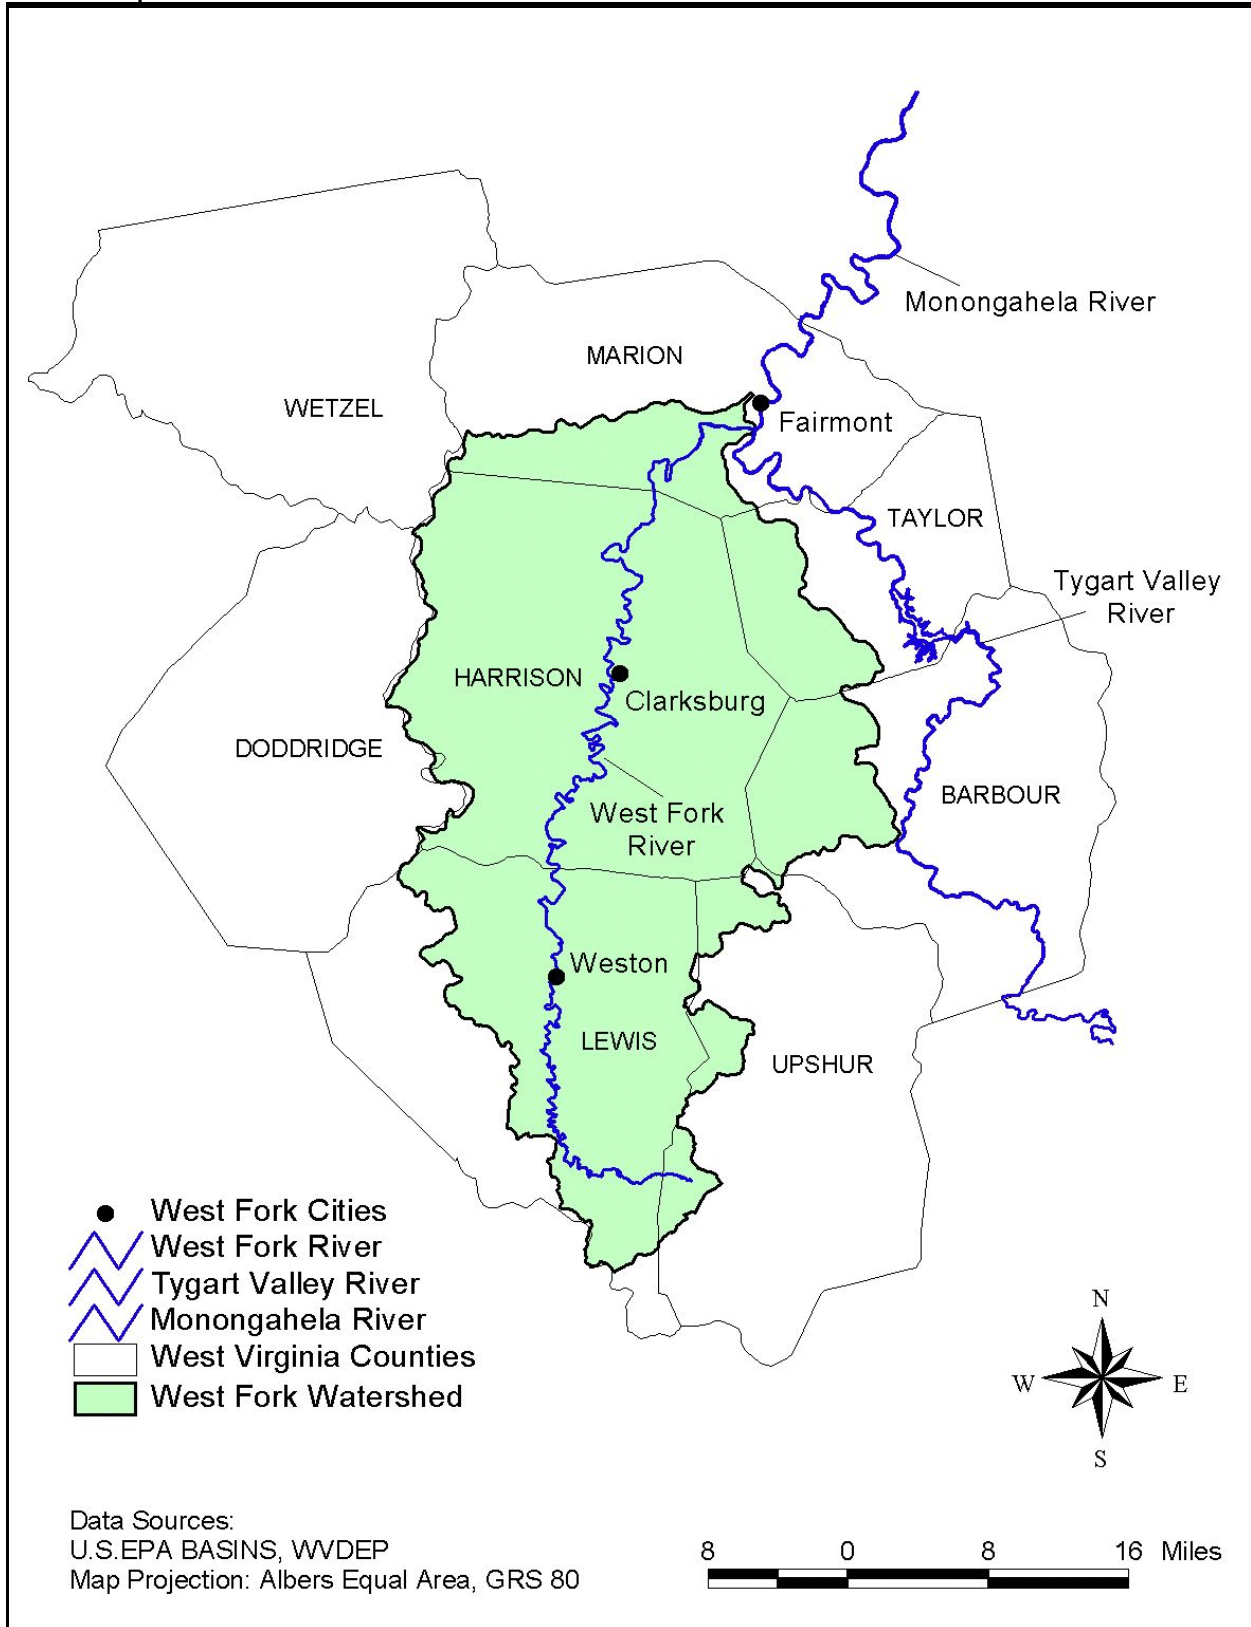 Monongahela River
MARION
WETZEL
Fairmont
TAYLOR
Tygart Valley
River
HARRISON
Clarksburg
DODDRIDGE
BARBOUR
West Fork
River
Weston
LEWIS
UPSHUR
West Fork Cities
West Fork River
Tygart Valley River
Monongahela River
West Virginia Counties
West Fork Watershed
N
W
E
S
Data Sources:
U.S.EPA BASINS, WVDEP
Map Projection: Albers Equal Area, GRS 80
8 0 8 16 Miles